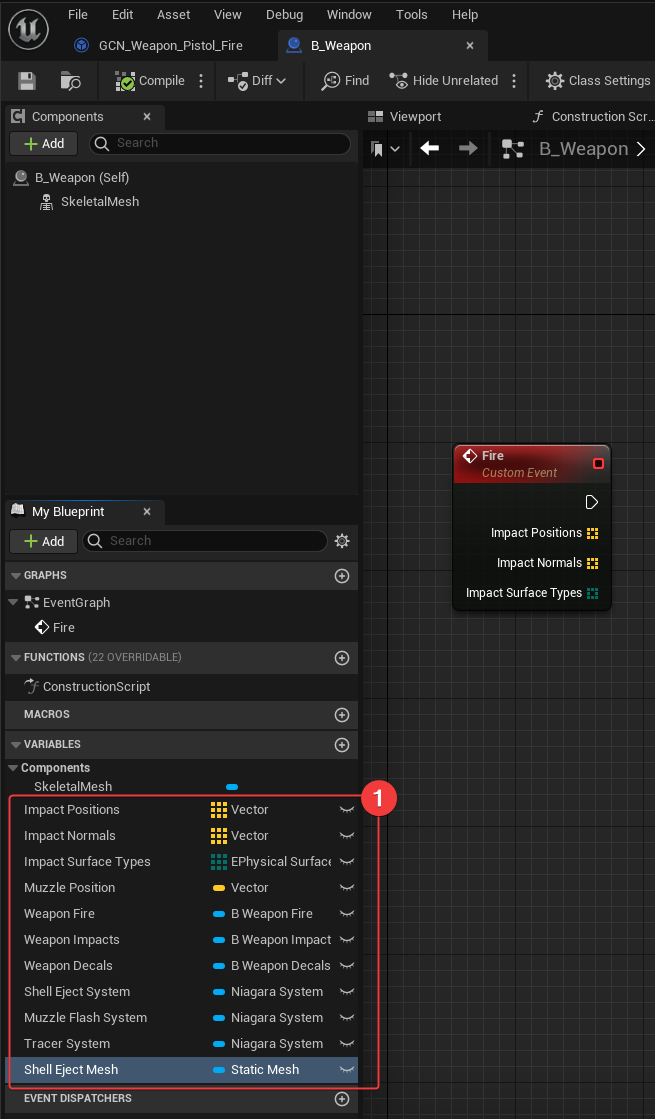 File Edit Asset View Debug Window Tools Help
GCN_Weapon_Pistol_Fire B_Weapon
Compile Diff Find Hide Unrelated Class Settings
Components Viewport Construction Scr...
Add Search B_Weapon
B_Weapon (Self)
SkeletalMesh
Fire
Custom Event
Impact Positions
Impact Normals
Impact Surface Types
My Blueprint
Add Search
GRAPHS
EventGraph
Fire
FUNCTIONS (22 OVERRIDABLE)
ConstructionScript
MACROS
VARIABLES
Components
SkeletalMesh
1
Impact Positions Vector
Impact Normals Vector
Impact Surface Types EPhysical Surface
Muzzle Position Vector
Weapon Fire B Weapon Fire
Weapon Impacts B Weapon Impact
Weapon Decals B Weapon Decals
Shell Eject System Niagara System
Muzzle Flash System Niagara System
Tracer System Niagara System
Shell Eject Mesh Static Mesh
EVENT DISPATCHERS